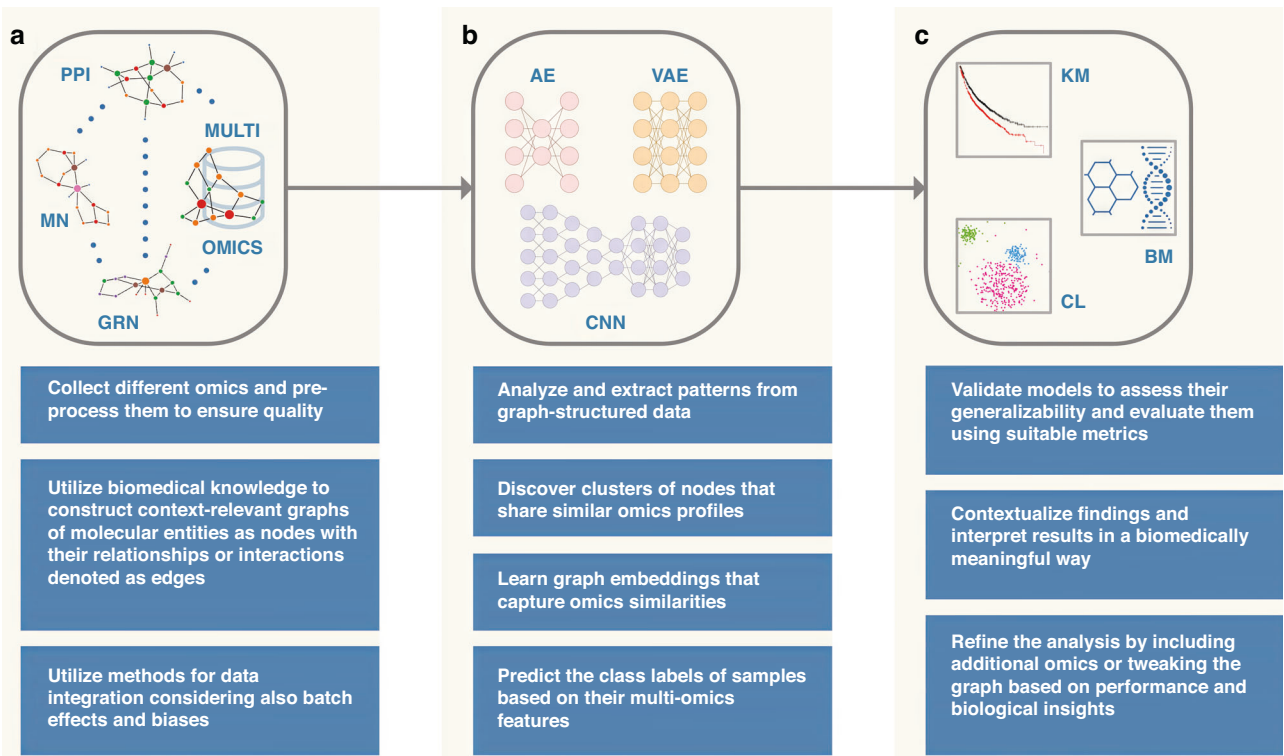 a
PPI
MULTI
MN
OMICS
GRN
Collect different omics and pre-
process them to ensure quality
Utilize biomedical knowledge to
construct context-relevant graphs
of molecular entities as nodes with
their relationships or interactions
denoted as edges
Utilize methods for data
integration considering also batch
effects and biases
b
AE
VAE
CNN
Analyze and extract patterns from
graph-structured data
Discover clusters of nodes that
share similar omics profiles
Learn graph embeddings that
capture omics similarities
Predict the class labels of samples
based on their multi-omics
features
c
KM
BM
CL
Validate models to assess their
generalizability and evaluate them
using suitable metrics
Contextualize findings and
interpret results in a biomedically
meaningful way
Refine the analysis by including
additional omics or tweaking the
graph based on performance and
biological insights